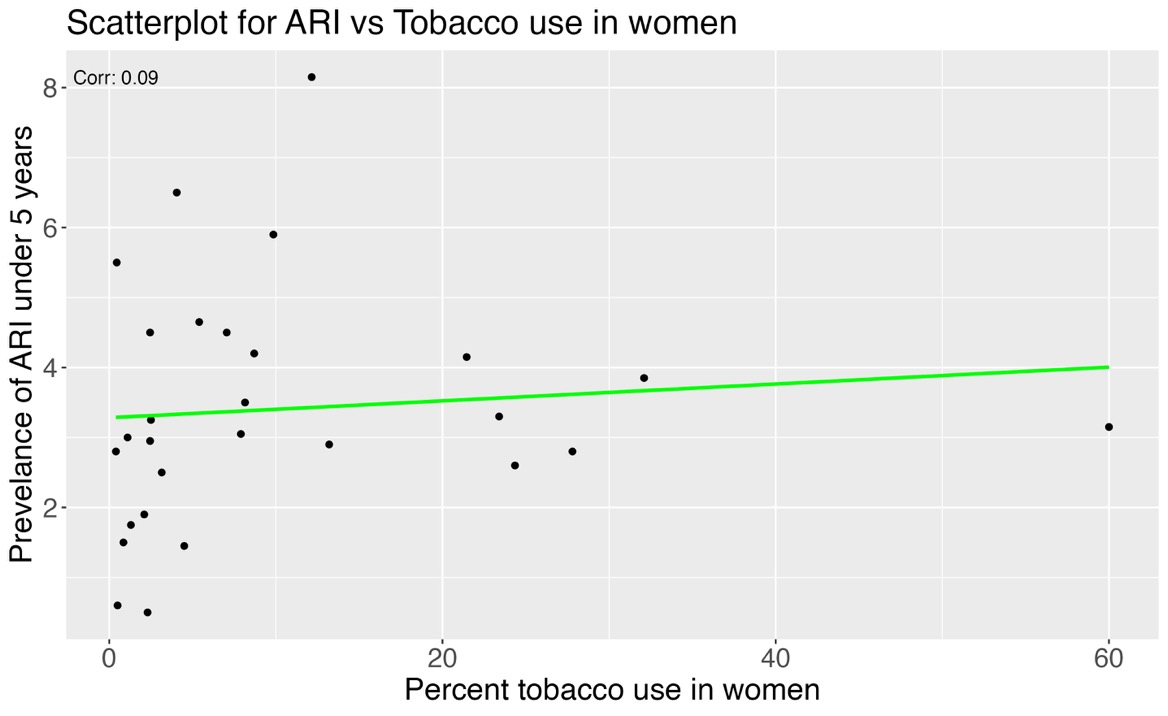 Scatterplot for ARI vs Tobacco use in women
Corr: 0.09
Prevelance of ARI under 5 years
8
6
4
2
0 20 40 60
Percent tobacco use in women